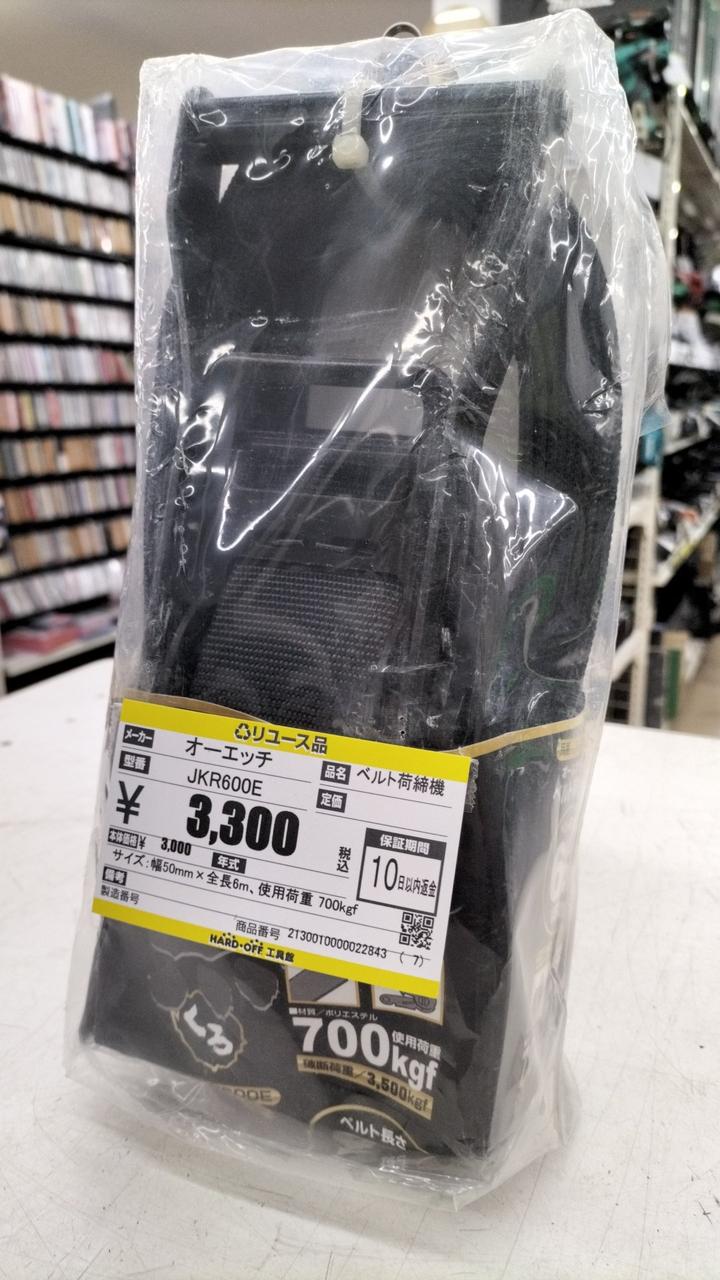 リユース品
メーカー オーエッチ
品名 ベルト荷締機
型番 JKR600E
定価
¥ 3,300 税込
本体価格¥ 3,000
年式
保証期間
10日以内返金
サイズ:幅50mm×全長6m、使用荷重 700kgf
備考
製造番号
商品番号 2130010000022843 (7)
HARD・OFF 工具館
くろ
■材質/ポリエステル
700kgf 使用荷重
破断荷重/3,500kgf
ベルト長さ